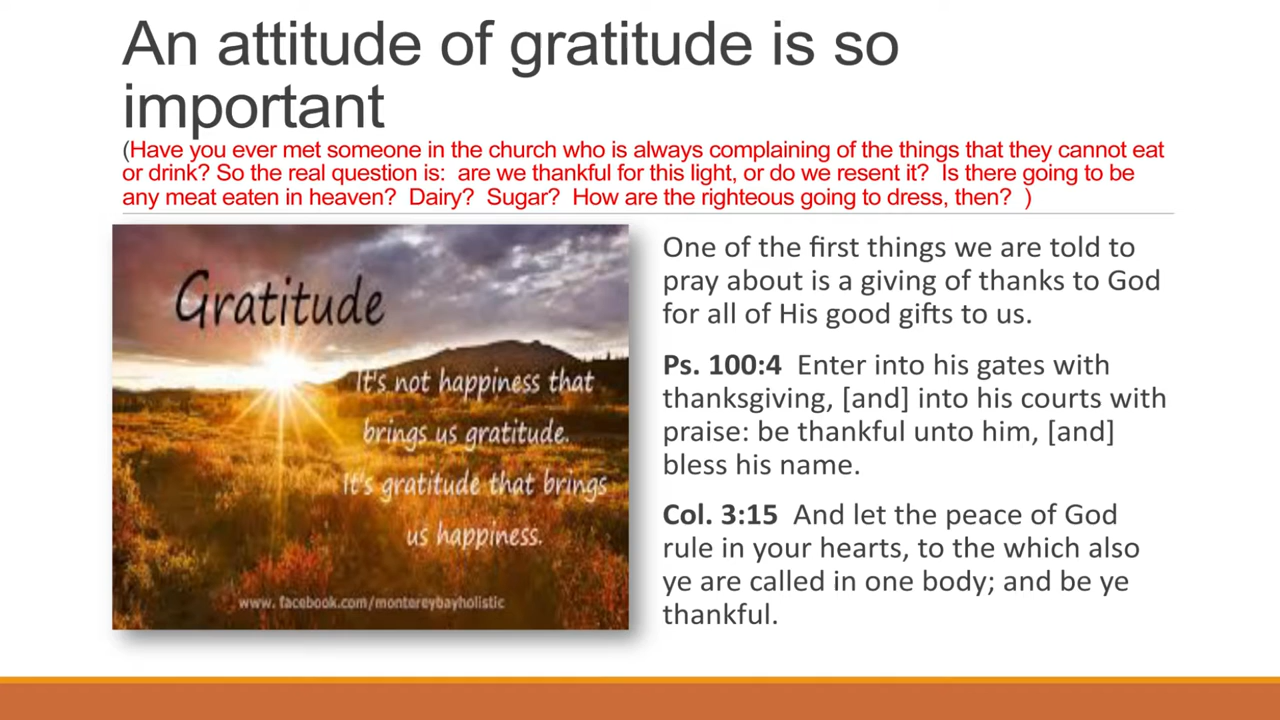 An attitude of gratitude is so
important
(Have you ever met someone in the church who is always complaining of the things that they cannot eat
or drink? So the real question is:  are we thankful for this light, or do we resent it?  Is there going to be
any meat eaten in heaven?  Dairy?  Sugar?  How are the righteous going to dress, then?  )
Gratitude
It's not happiness that
brings us gratitude.
It's gratitude that brings
us happiness.
www. facebook.com/montereybayholistic
One of the first things we are told to
pray about is a giving of thanks to God
for all of His good gifts to us.
Ps. 100:4  Enter into his gates with
thanksgiving, [and] into his courts with
praise: be thankful unto him, [and]
bless his name.
Col. 3:15  And let the peace of God
rule in your hearts, to the which also
ye are called in one body; and be ye
thankful.